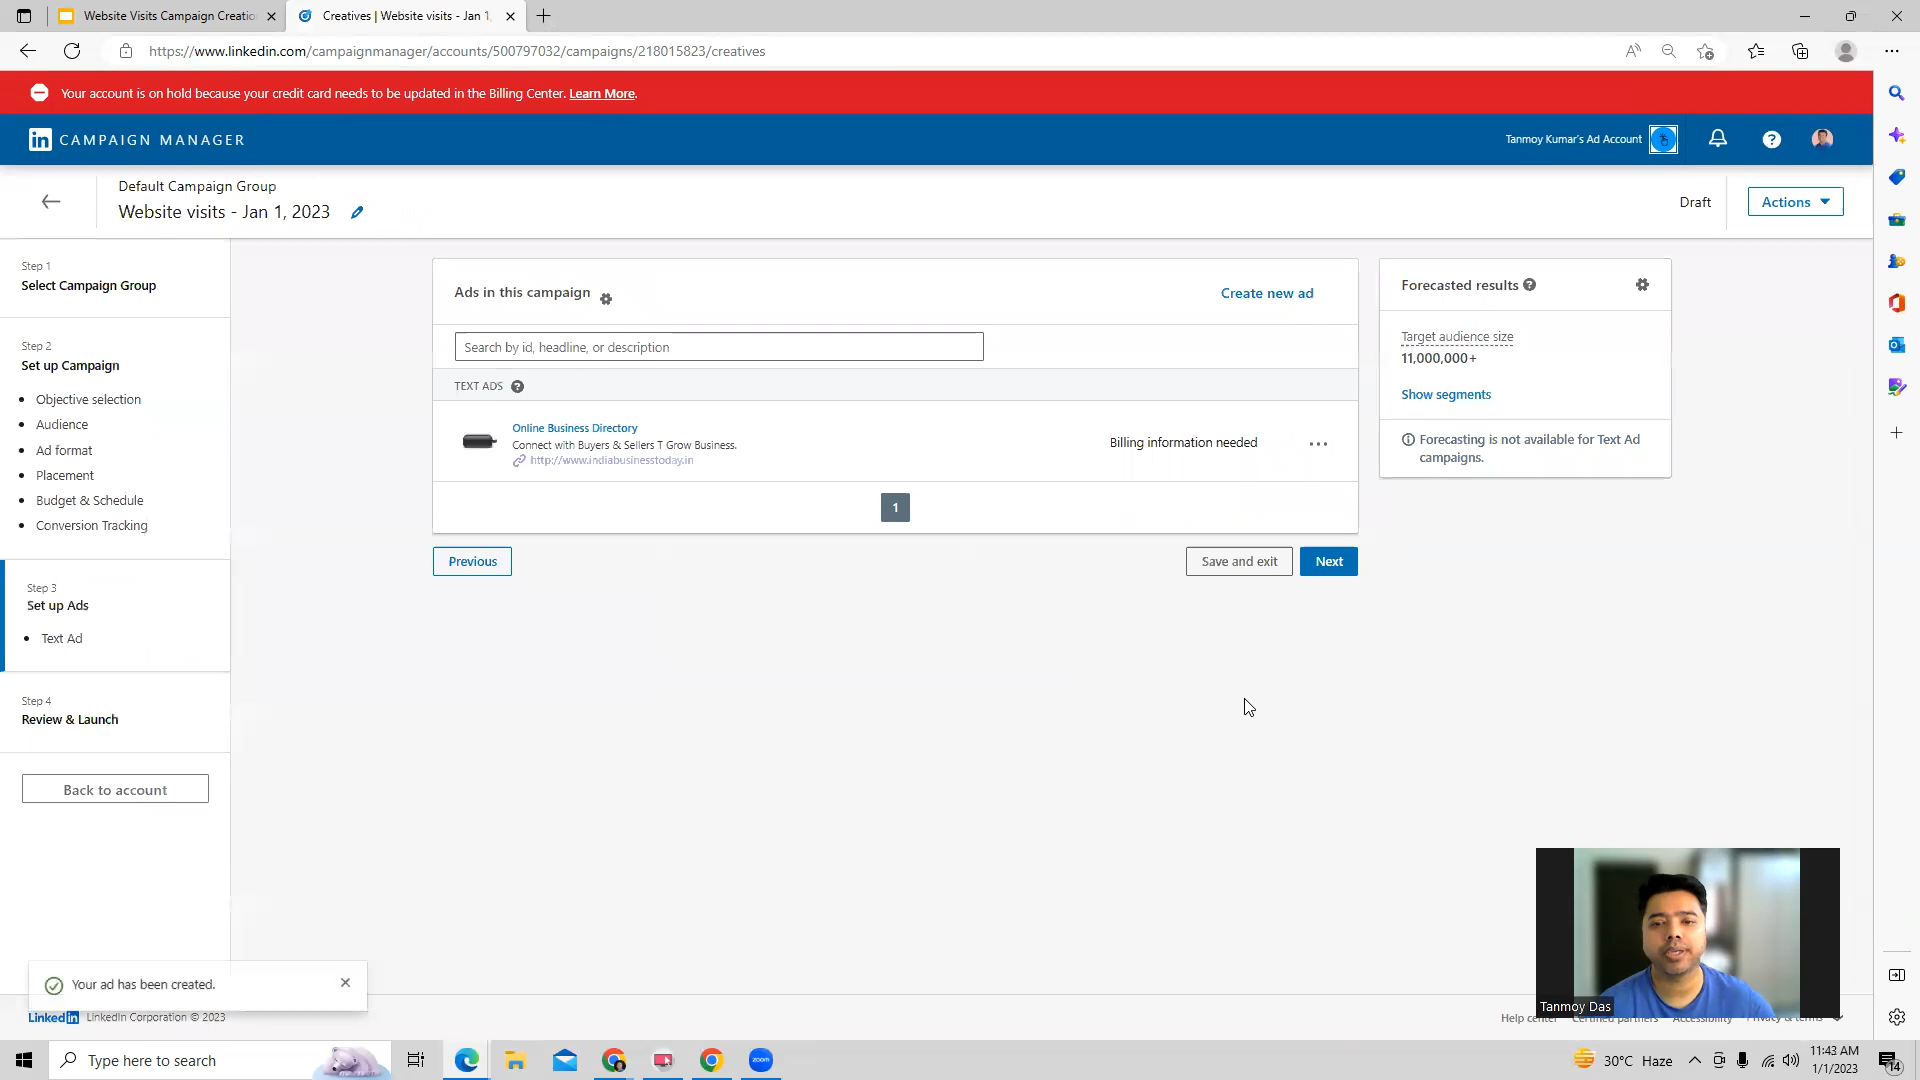 Website Visits Campaign Creatio
Creatives | Website visits - Jan 1,
https://www.linkedin.com/campaignmanager/accounts/500797032/campaigns/218015823/creatives
Your account is on hold because your credit card needs to be updated in the Billing Center. Learn More.
in CAMPAIGN MANAGER
Tanmoy Kumar's Ad Account
Default Campaign Group
Website visits - Jan 1, 2023
Draft
Actions
Step 1
Select Campaign Group
Step 2
Set up Campaign
Objective selection
Audience
Ad format
Placement
Budget & Schedule
Conversion Tracking
Step 3
Set up Ads
Text Ad
Step 4
Review & Launch
Back to account
Ads in this campaign
Create new ad
Search by id, headline, or description
TEXT ADS
Online Business Directory
Connect with Buyers & Sellers T Grow Business.
http://www.indiabusinesstoday.in
Billing information needed
1
Previous
Save and exit
Next
Forecasted results
Target audience size
11,000,000+
Show segments
Forecasting is not available for Text Ad
campaigns.
Your ad has been created.
LinkedIn LinkedIn Corporation © 2023
Help center
Certified partners
Accessibility
Privacy & terms
Tanmoy Das
Type here to search
zoom
30°C Haze
11:43 AM
1/1/2023
14